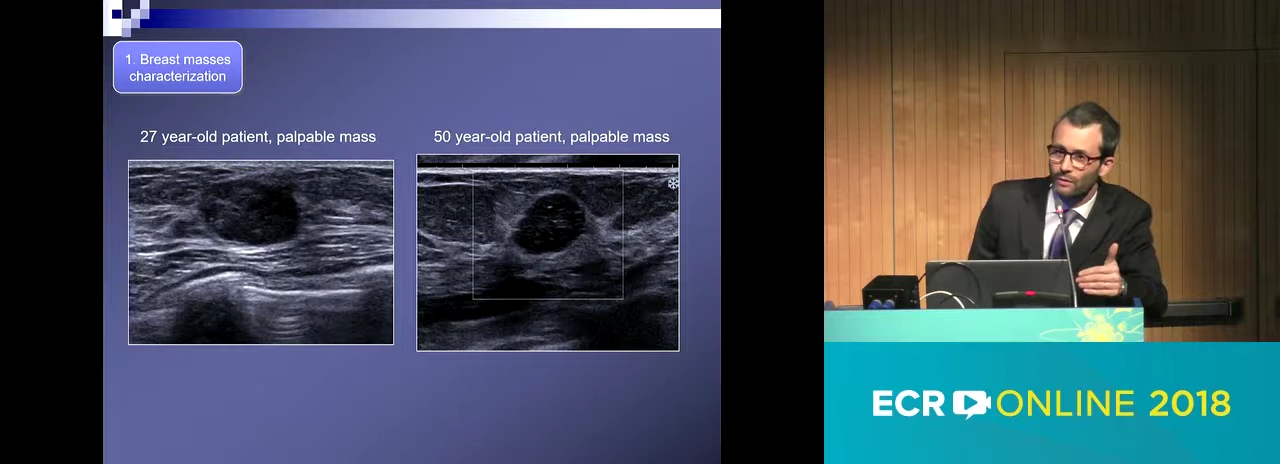 1. Breast masses
characterization
27 year-old patient, palpable mass
50 year-old patient, palpable mass
ECR ONLINE 2018